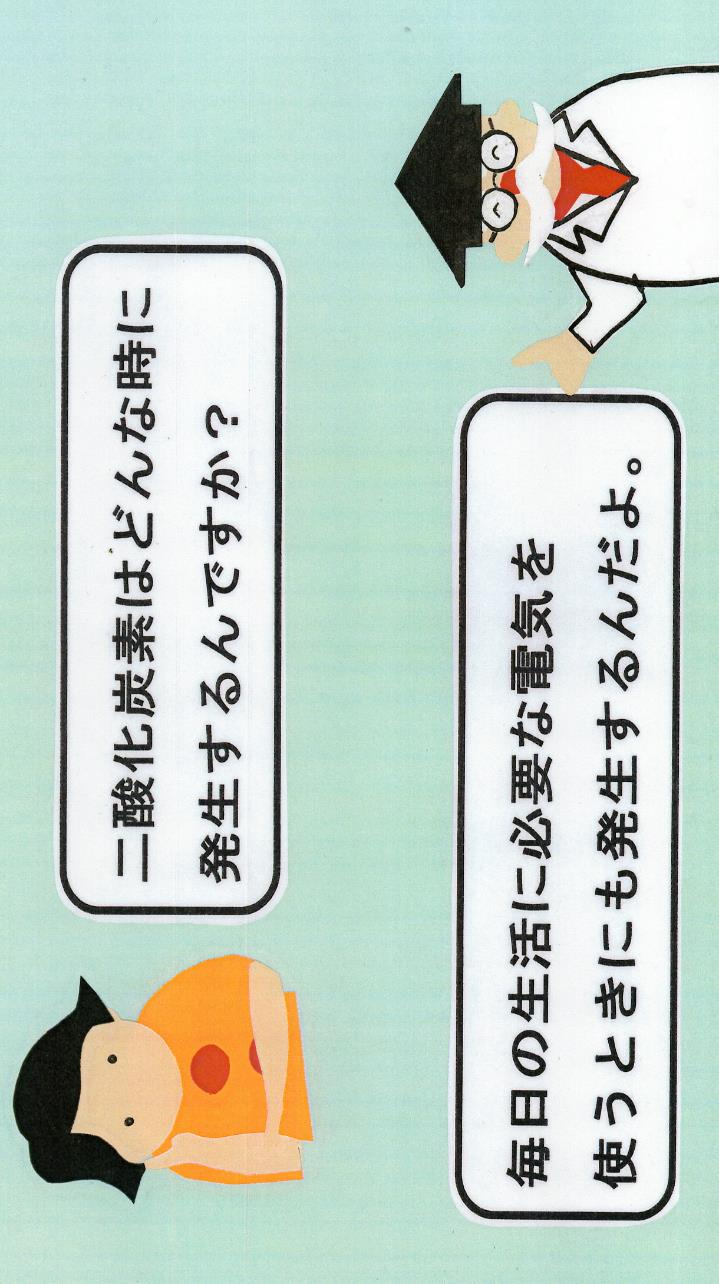 二酸化炭素はどんな時に
発生するんですか？
毎日の生活に必要な電気を
使うときにも発生するんだよ。